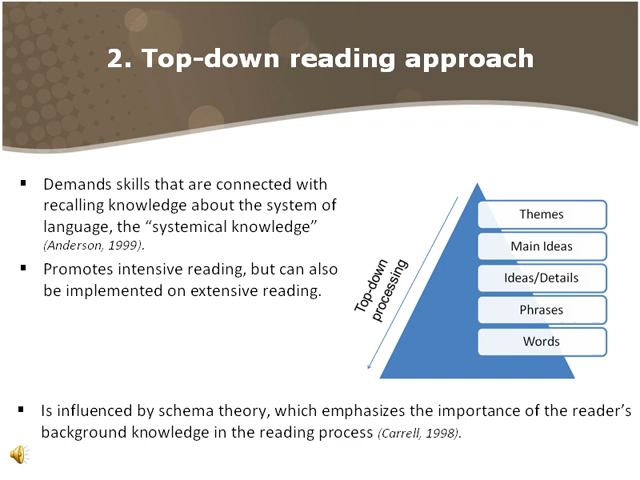 2. Top-down reading approach
▪ Demands skills that are connected with
recalling knowledge about the system of
language, the “systemical knowledge”
(Anderson, 1999).
▪ Promotes intensive reading, but can also
be implemented on extensive reading.
Top-down
processing
Themes
Main Ideas
Ideas/Details
Phrases
Words
▪ Is influenced by schema theory, which emphasizes the importance of the reader’s
background knowledge in the reading process (Carrell, 1998).